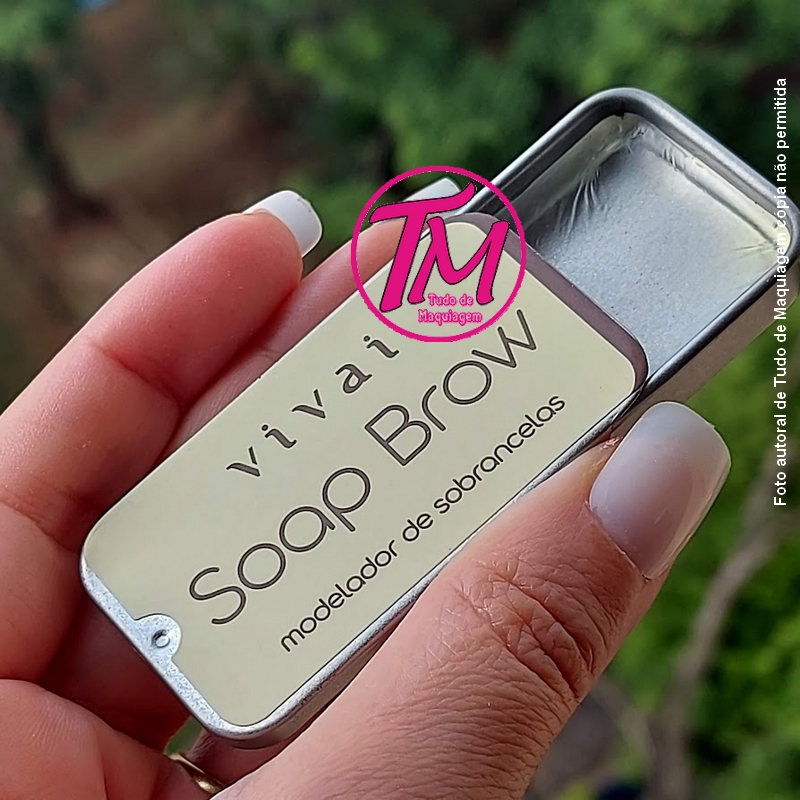 TM
Tudo de
Maquiagem
vivai
Soap Brow
modelador de sobrancelas
Foto autoral de Tudo de Maquiagem cópia não permitida